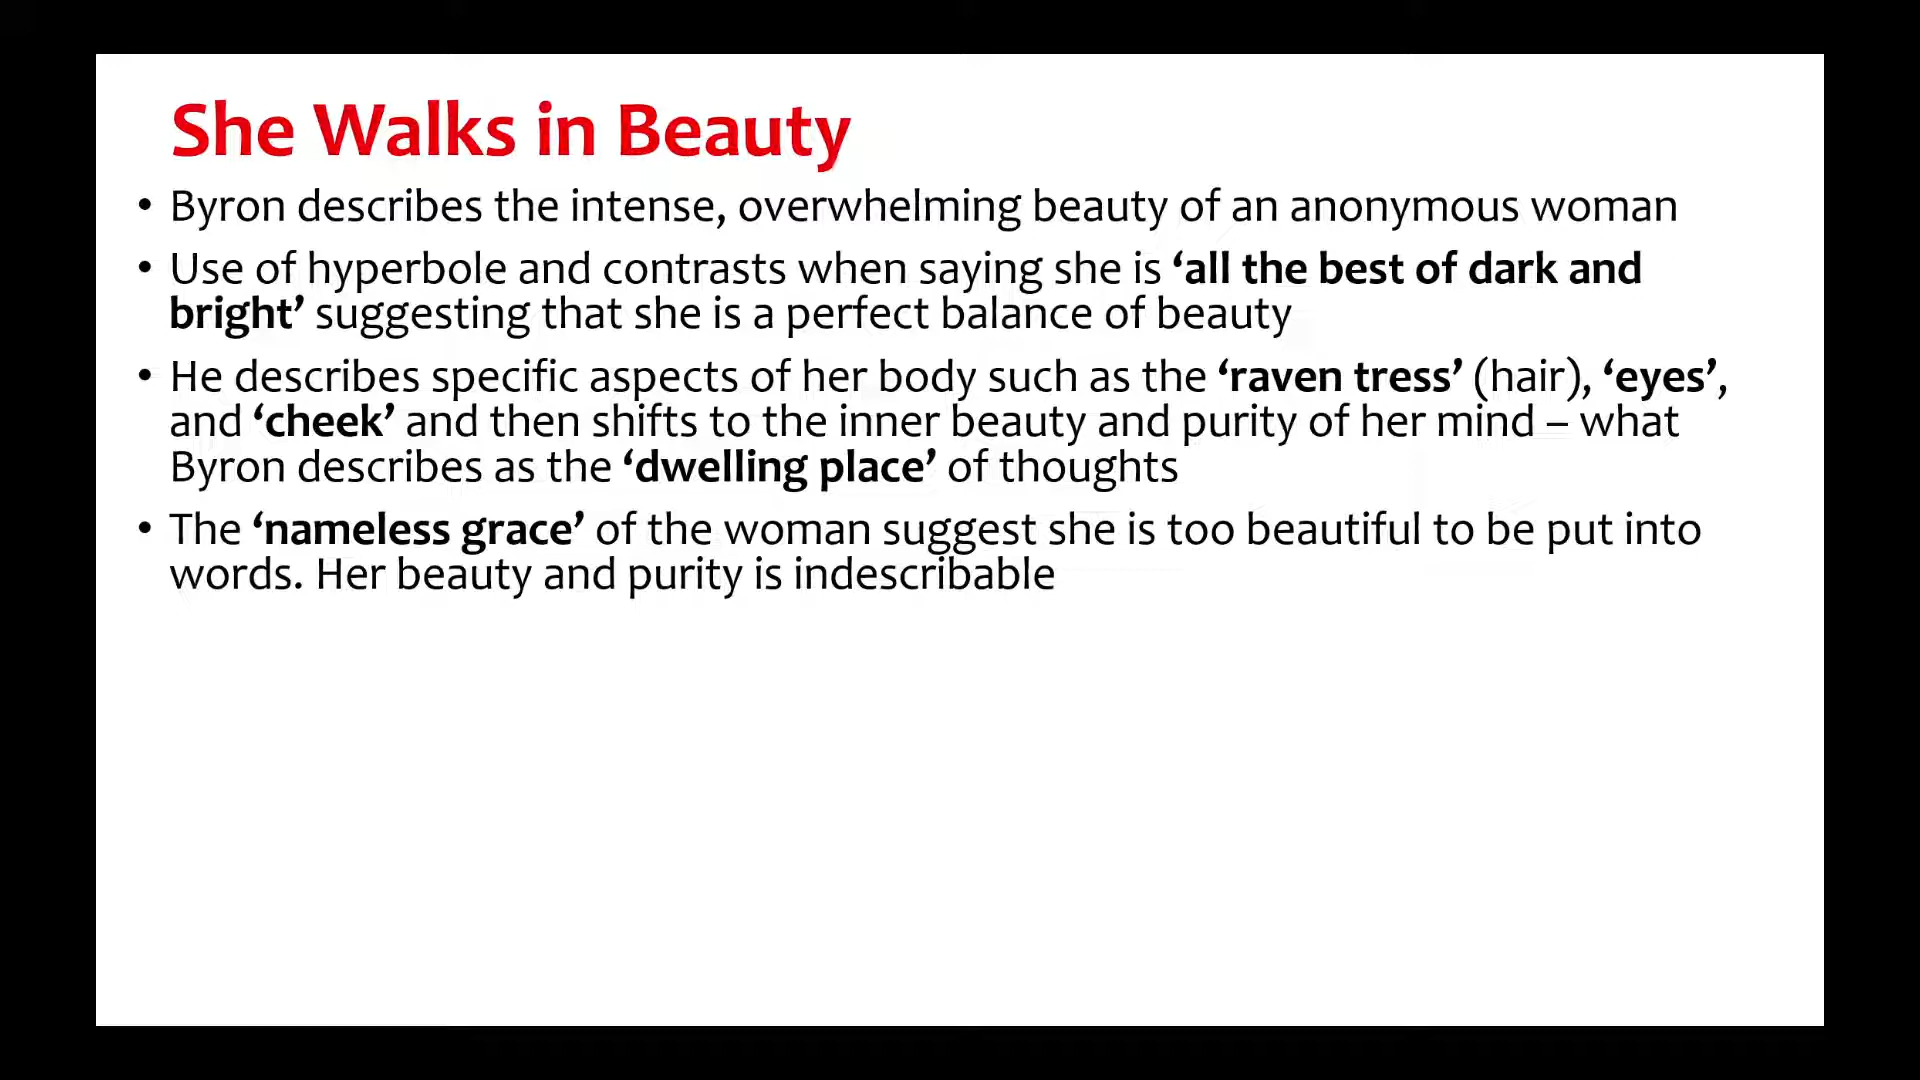 She Walks in Beauty
• Byron describes the intense, overwhelming beauty of an anonymous woman
• Use of hyperbole and contrasts when saying she is ‘all the best of dark and
bright’ suggesting that she is a perfect balance of beauty
• He describes specific aspects of her body such as the ‘raven tress’ (hair), ‘eyes’,
and ‘cheek’ and then shifts to the inner beauty and purity of her mind – what
Byron describes as the ‘dwelling place’ of thoughts
• The ‘nameless grace’ of the woman suggest she is too beautiful to be put into
words. Her beauty and purity is indescribable